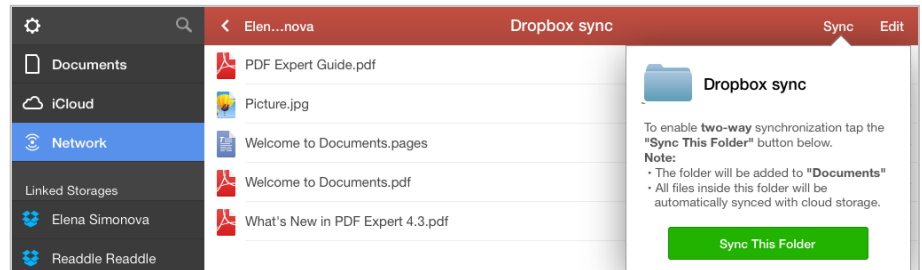 Elen...nova
Dropbox sync
Sync
Edit
Documents
iCloud
Network
Linked Storages
Elena Simonova
Readdle Readdle
PDF Expert Guide.pdf
Picture.jpg
Welcome to Documents.pages
Welcome to Documents.pdf
What's New in PDF Expert 4.3.pdf
Dropbox sync
To enable two-way synchronization tap the
"Sync This Folder" button below.
Note:
· The folder will be added to "Documents"
· All files inside this folder will be
automatically synced with cloud storage.
Sync This Folder